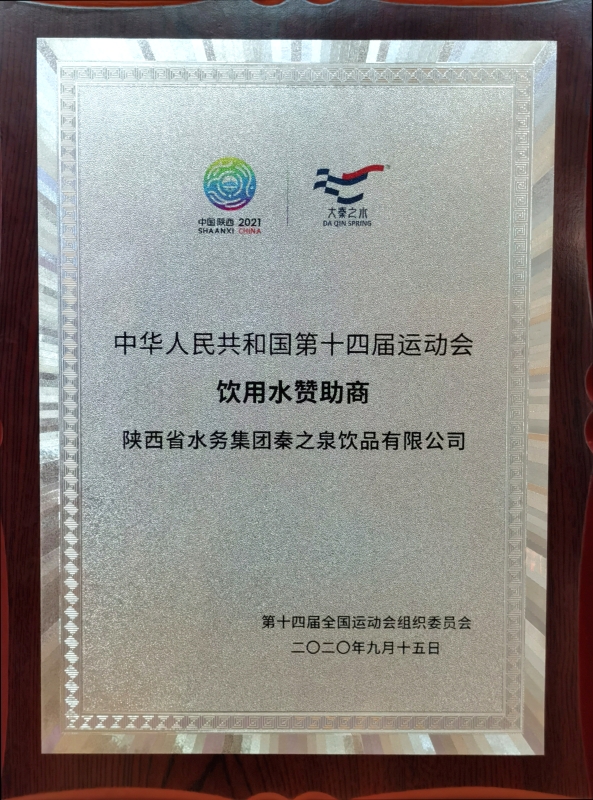 中国陕西 2021
SHAANXI CHINA
大秦之水
DA QIN SPRING
中华人民共和国第十四届运动会
饮用水赞助商
陕西省水务集团秦之泉饮品有限公司
第十四届全国运动会组织委员会
二〇二〇年九月十五日